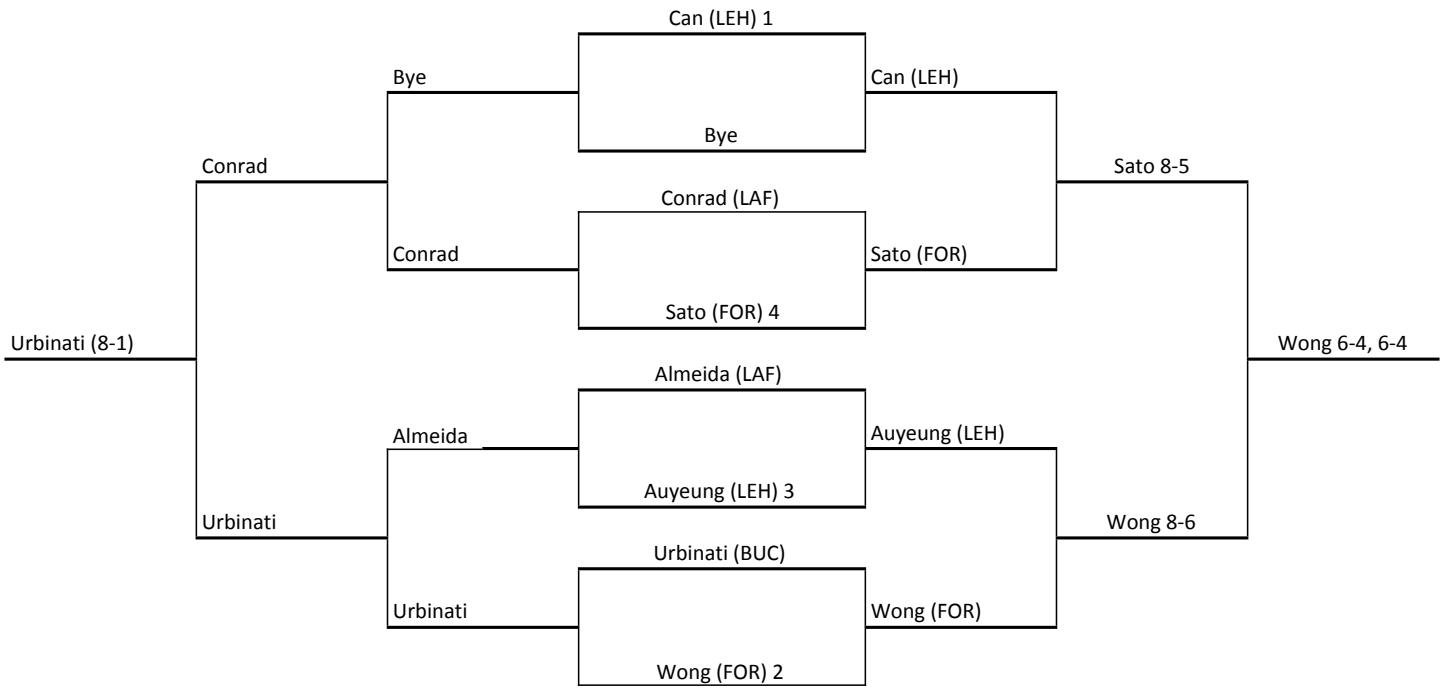 Can (LEH) 1
Bye
Can (LEH)
Bye
Conrad
Sato 8-5
Conrad (LAF)
Conrad
Sato (FOR)
Sato (FOR) 4
Urbinati (8-1)
Wong 6-4, 6-4
Almeida (LAF)
Almeida
Auyeung (LEH)
Auyeung (LEH) 3
Urbinati
Wong 8-6
Urbinati (BUC)
Urbinati
Wong (FOR)
Wong (FOR) 2